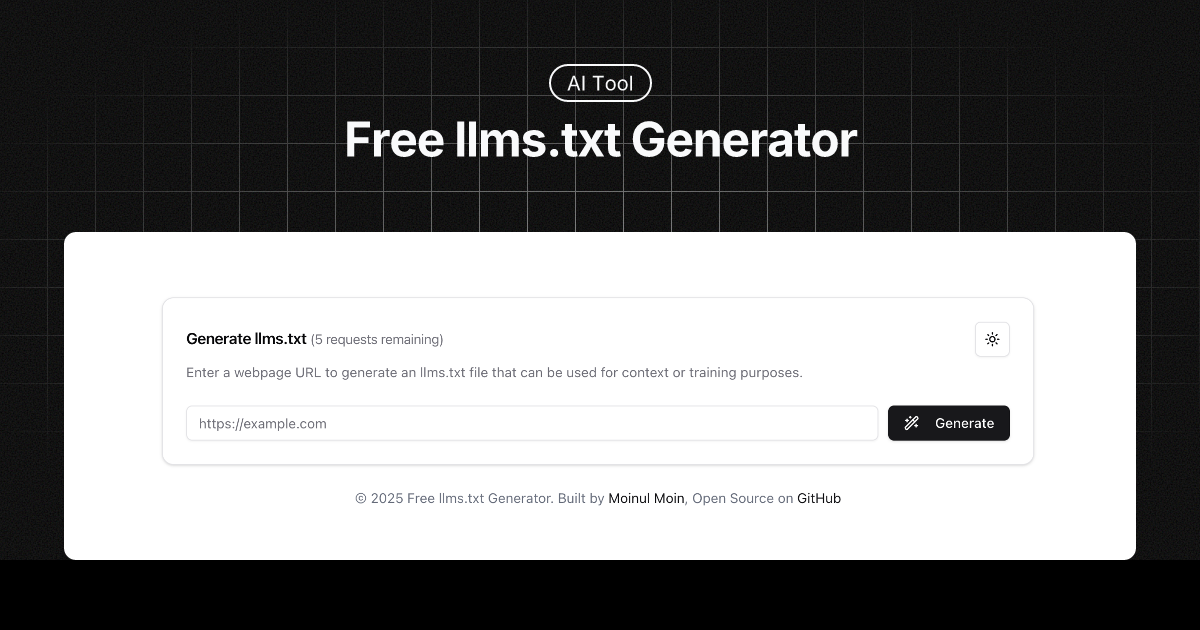 AI Tool
Free llms.txt Generator
Generate llms.txt (5 requests remaining)
Enter a webpage URL to generate an llms.txt file that can be used for context or training purposes.
https://example.com
Generate
© 2025 Free llms.txt Generator. Built by Moinul Moin, Open Source on GitHub